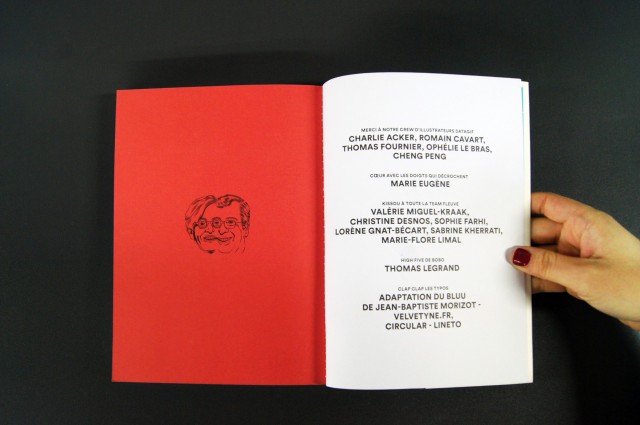 MERCI À NOTRE CREW D'ILLUSTRATEURS DÉTAGIF
CHARLIE ACKER, ROMAIN CAVART,
THOMAS FOURNIER, OPHÉLIE LE BRAS,
CHENG PENG
CŒUR AVEC LES DOIGTS QUI DÉCROCHENT
MARIE EUGÈNE
KISSOU À TOUTE LA TEAM FLEUVE
VALÉRIE MIGUEL-KRAAK,
CHRISTINE DESNOS, SOPHIE FARHI,
LORÈNE GNAT-BÉCART, SABRINE KHERRATI,
MARIE-FLORE LIMAL
HIGH FIVE DE BOBO
THOMAS LEGRAND
CLAP CLAP LES TYPOS
ADAPTATION DU BLUU
DE JEAN-BAPTISTE MORIZOT -
VELVETYNE.FR,
CIRCULAR - LINETO